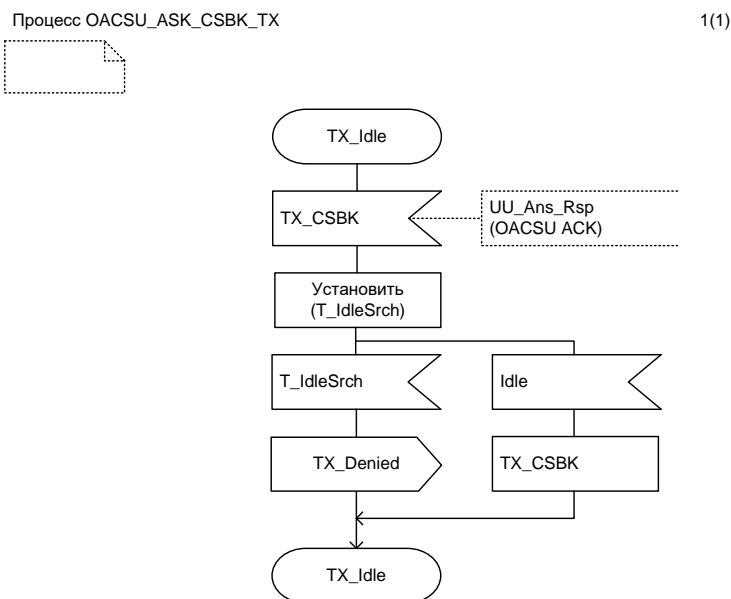 Процесс OACSU_ASK_CSBK_TX
1(1)
TX_Idle
TX_CSBK
UU_Ans_Rsp
(OACSU ACK)
Установить
(T_IdleSrch)
T_IdleSrch
Idle
TX_Denied
TX_CSBK
TX_Idle